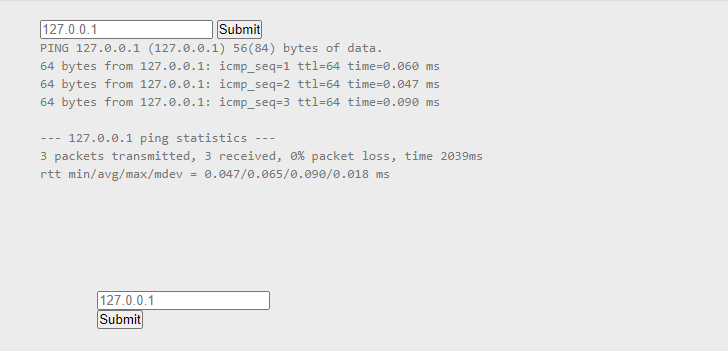 127.0.0.1 Submit
PING 127.0.0.1 (127.0.0.1) 56(84) bytes of data.
64 bytes from 127.0.0.1: icmp_seq=1 ttl=64 time=0.060 ms
64 bytes from 127.0.0.1: icmp_seq=2 ttl=64 time=0.047 ms
64 bytes from 127.0.0.1: icmp_seq=3 ttl=64 time=0.090 ms
--- 127.0.0.1 ping statistics ---
3 packets transmitted, 3 received, 0% packet loss, time 2039ms
rtt min/avg/max/mdev = 0.047/0.065/0.090/0.018 ms
127.0.0.1
Submit